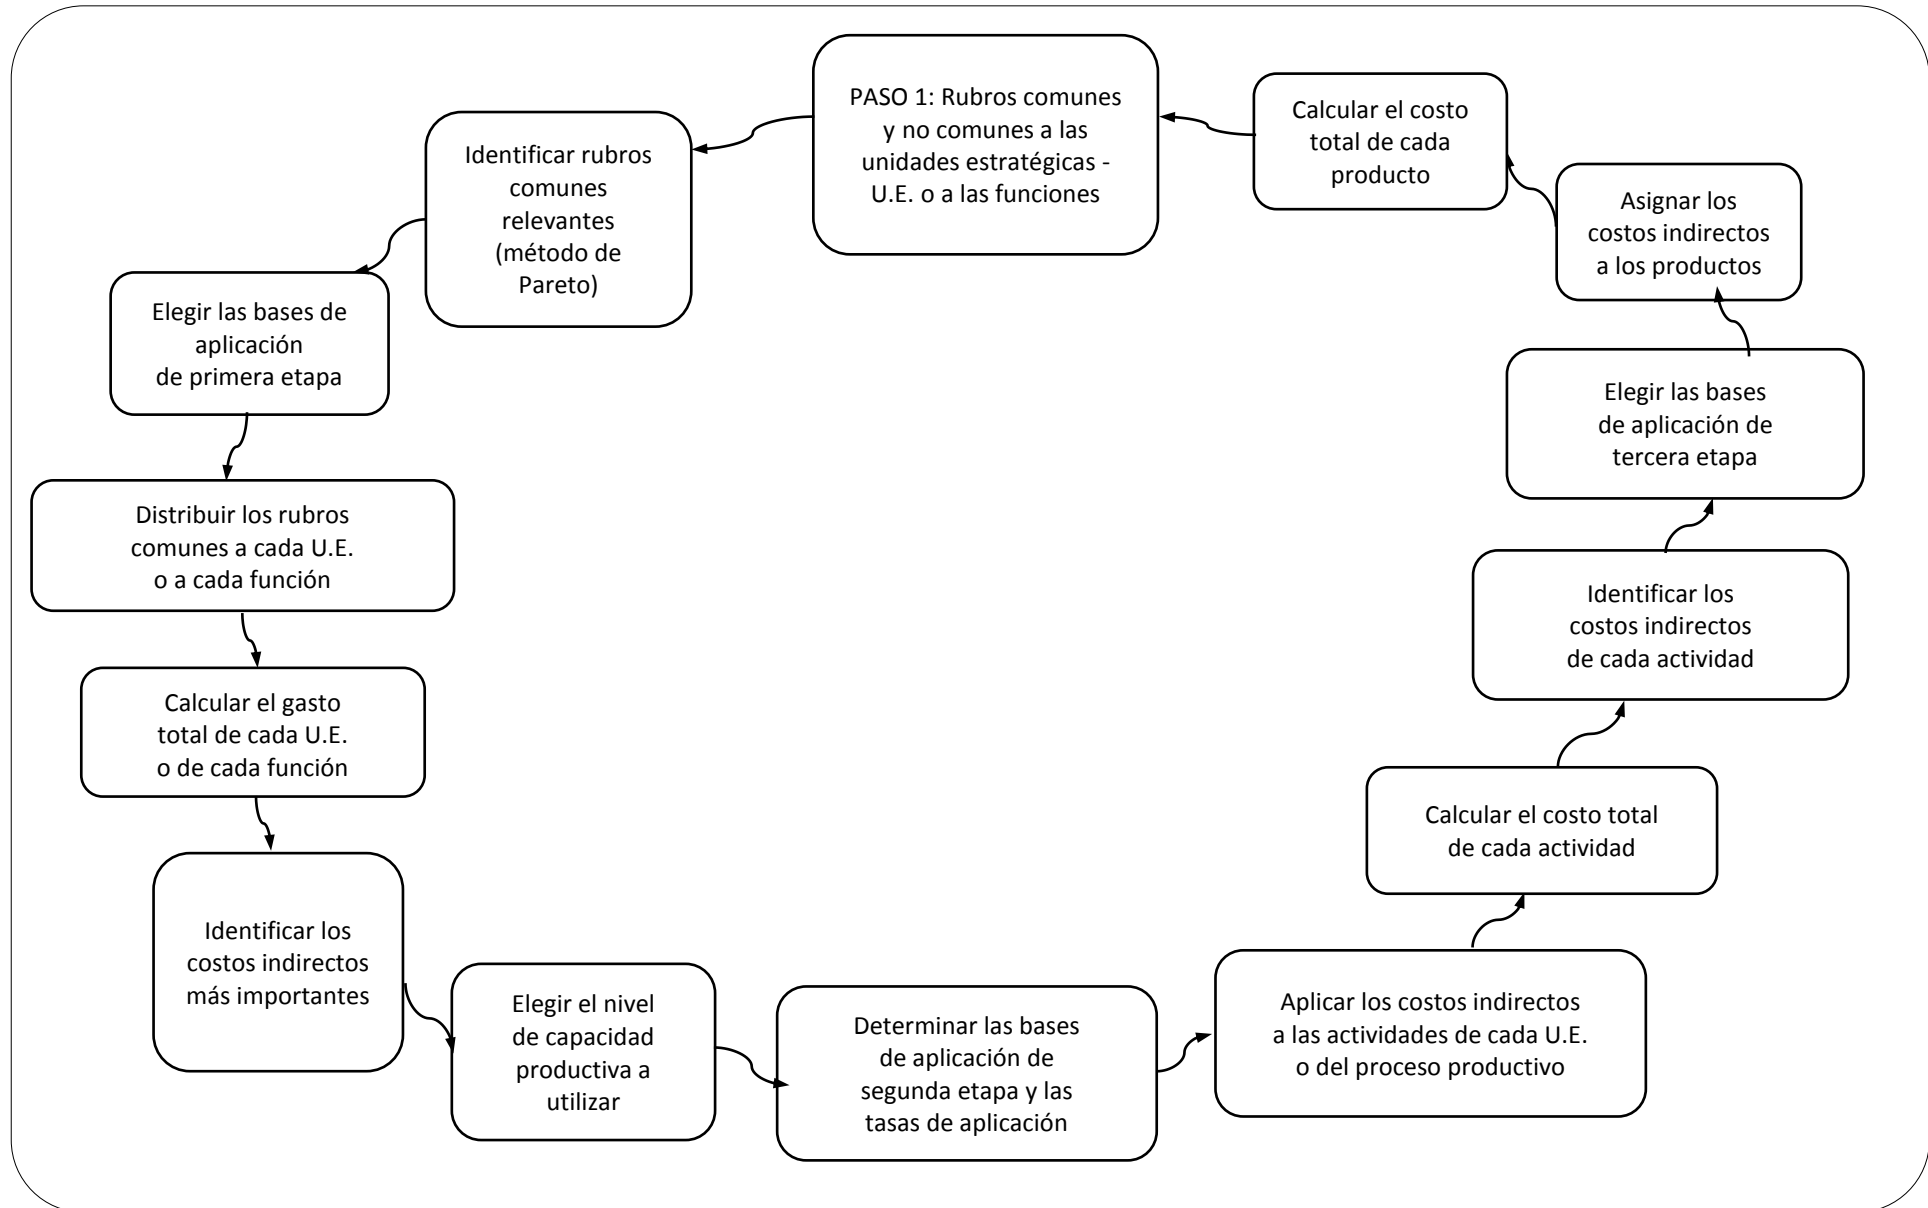 PASO 1: Rubros comunes
y no comunes a las
unidades estratégicas -
U.E. o a las funciones
Identificar rubros
comunes
relevantes
(método de
Pareto)
Elegir las bases de
aplicación
de primera etapa
Distribuir los rubros
comunes a cada U.E.
o a cada función
Calcular el gasto
total de cada U.E.
o de cada función
Identificar los
costos indirectos
más importantes
Elegir el nivel
de capacidad
productiva a
utilizar
Determinar las bases
de aplicación de
segunda etapa y las
tasas de aplicación
Aplicar los costos indirectos
a las actividades de cada U.E.
o del proceso productivo
Calcular el costo total
de cada actividad
Identificar los
costos indirectos
de cada actividad
Elegir las bases
de aplicación de
tercera etapa
Asignar los
costos indirectos
a los productos
Calcular el costo
total de cada
producto